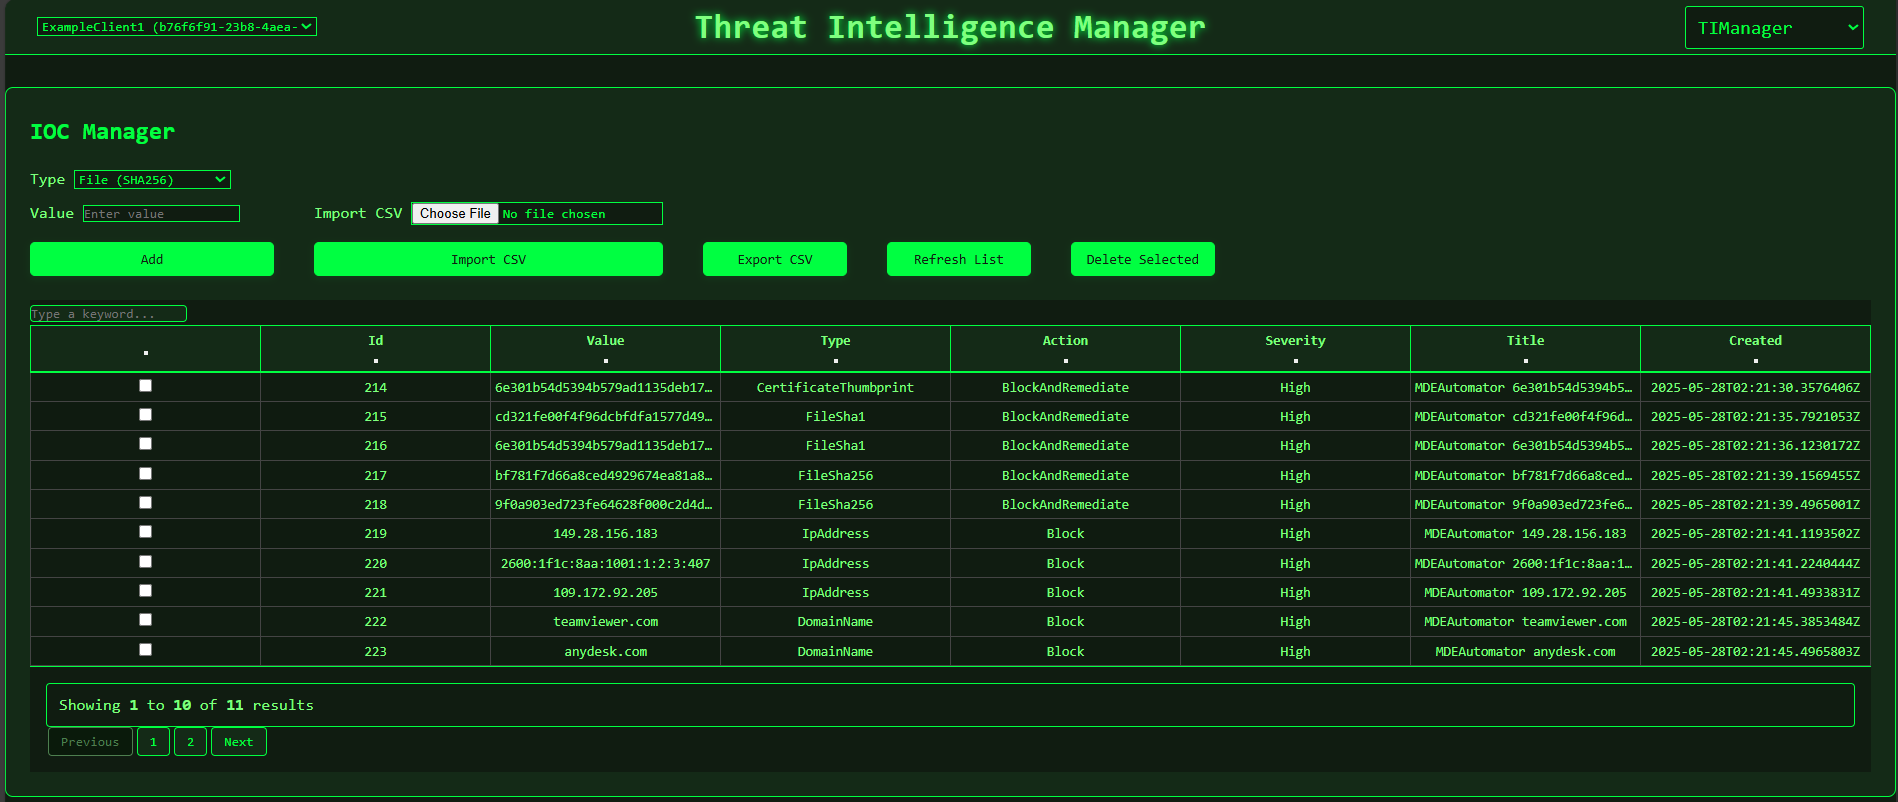 ExampleClient1 (b76f6f91-23b8-4aea-
Threat Intelligence Manager
TIManager
IOC Manager
Type File (SHA256)
Value Enter value Import CSV Choose File No file chosen
Add Import CSV Export CSV Refresh List Delete Selected
Type a keyword...
Id Value Type Action Severity Title Created
214 6e301b54d5394b579ad1135deb17... CertificateThumbprint BlockAndRemediate High MDEAutomator 6e301b54d5394b5... 2025-05-28T02:21:30.3576406Z
215 cd321fe00f4f96dcbfdfa1577d49... FileSha1 BlockAndRemediate High MDEAutomator cd321fe00f4f96d... 2025-05-28T02:21:35.7921053Z
216 6e301b54d5394b579ad1135deb17... FileSha1 BlockAndRemediate High MDEAutomator 6e301b54d5394b5... 2025-05-28T02:21:36.1230172Z
217 bf781f7d66a8ced4929674ea81a8... FileSha256 BlockAndRemediate High MDEAutomator bf781f7d66a8ced... 2025-05-28T02:21:39.1569455Z
218 9f0a903ed723fe64628f000c2d4d... FileSha256 BlockAndRemediate High MDEAutomator 9f0a903ed723fe6... 2025-05-28T02:21:39.4965001Z
219 149.28.156.183 IpAddress Block High MDEAutomator 149.28.156.183 2025-05-28T02:21:41.1193502Z
220 2600:1f1c:8aa:1001:1:2:3:407 IpAddress Block High MDEAutomator 2600:1f1c:8aa:1... 2025-05-28T02:21:41.2240444Z
221 109.172.92.205 IpAddress Block High MDEAutomator 109.172.92.205 2025-05-28T02:21:41.4933831Z
222 teamviewer.com DomainName Block High MDEAutomator teamviewer.com 2025-05-28T02:21:45.3853484Z
223 anydesk.com DomainName Block High MDEAutomator anydesk.com 2025-05-28T02:21:45.4965803Z
Showing 1 to 10 of 11 results
Previous 1 2 Next